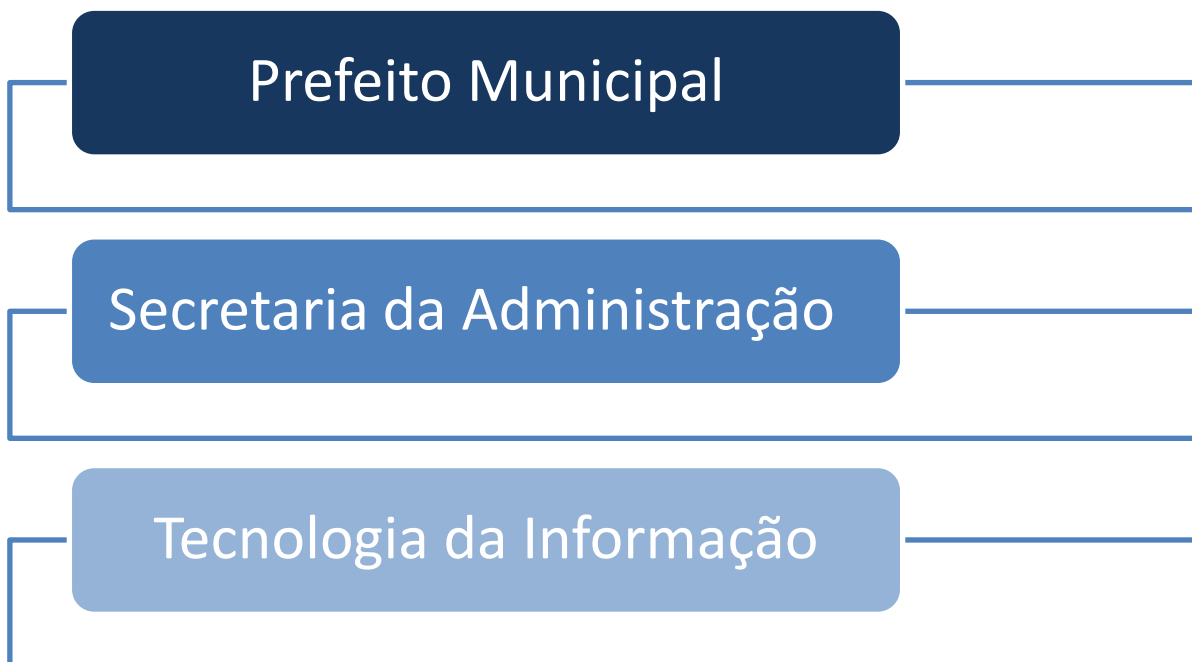 Prefeito Municipal
Secretaria da Administração
Tecnologia da Informação